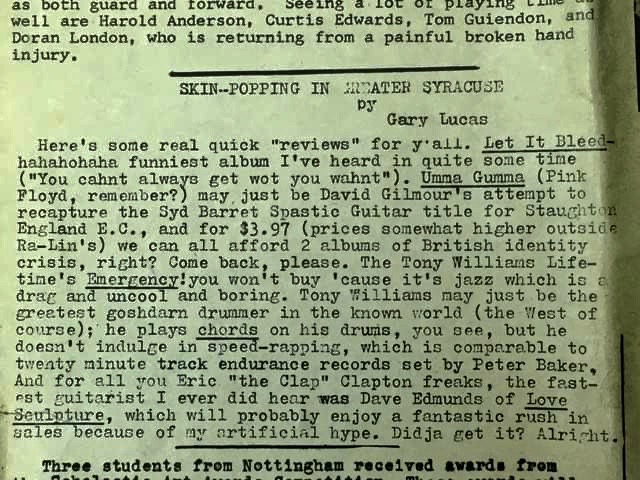 as both guard and forward. Seeing a lot of playing time as
well are Harold Anderson, Curtis Edwards, Tom Guiendon, and
Doran London, who is returning from a painful broken hand
injury.
SKIN--POPPING IN GREATER SYRACUSE
by
Gary Lucas
Here's some real quick "reviews" for y'all. Let It Bleed-
hahahohaha funniest album I've heard in quite some time
("You cahnt always get wot you wahnt"). Umma Gumma (Pink
Floyd, remember?) may just be David Gilmour's attempt to
recapture the Syd Barret Spastic Guitar title for Staughton
England E.C., and for $3.97 (prices somewhat higher outside
Ra-Lin's) we can all afford 2 albums of British identity
crisis, right? Come back, please. The Tony Williams Life-
time's Emergency! you won't buy 'cause it's jazz which is a
drag and uncool and boring. Tony Williams may just be the
greatest goshdarn drummer in the known world (the West of
course); he plays chords on his drums, you see, but he
doesn't indulge in speed-rapping, which is comparable to
twenty minute track endurance records set by Peter Baker,
And for all you Eric "the Clap" Clapton freaks, the fast-
est guitarist I ever did hear was Dave Edmunds of Love
Sculpture, which will probably enjoy a fantastic rush in
sales because of my artificial hype. Didja get it? Alright.
Three students from Nottingham received awards from
Scholastic Art Awards Competition. These awards will